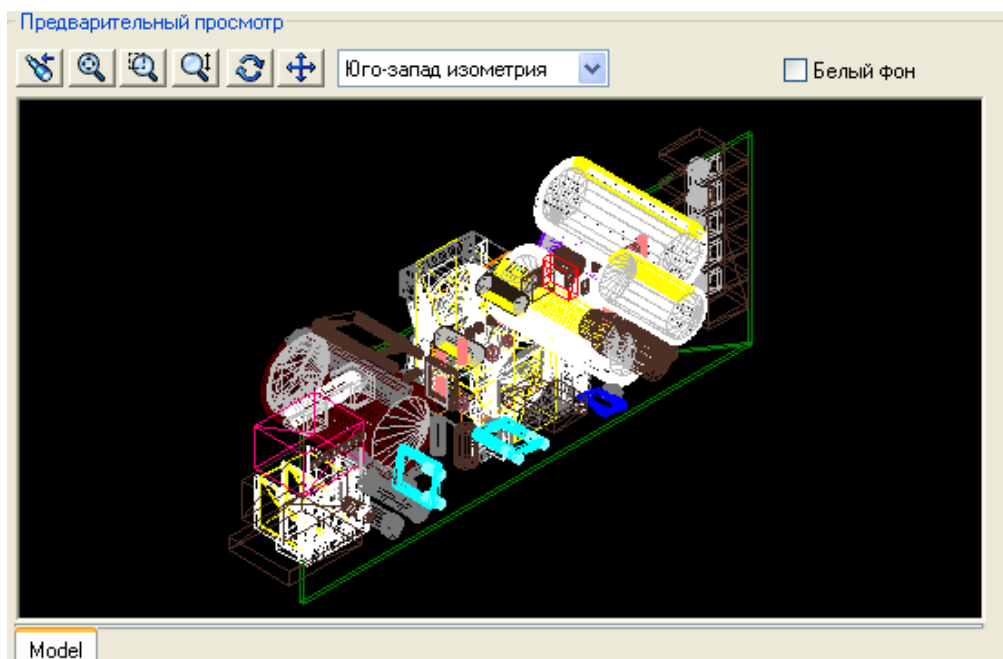 Предварительный просмотр
Юго-запад изометрия
Белый фон
Model